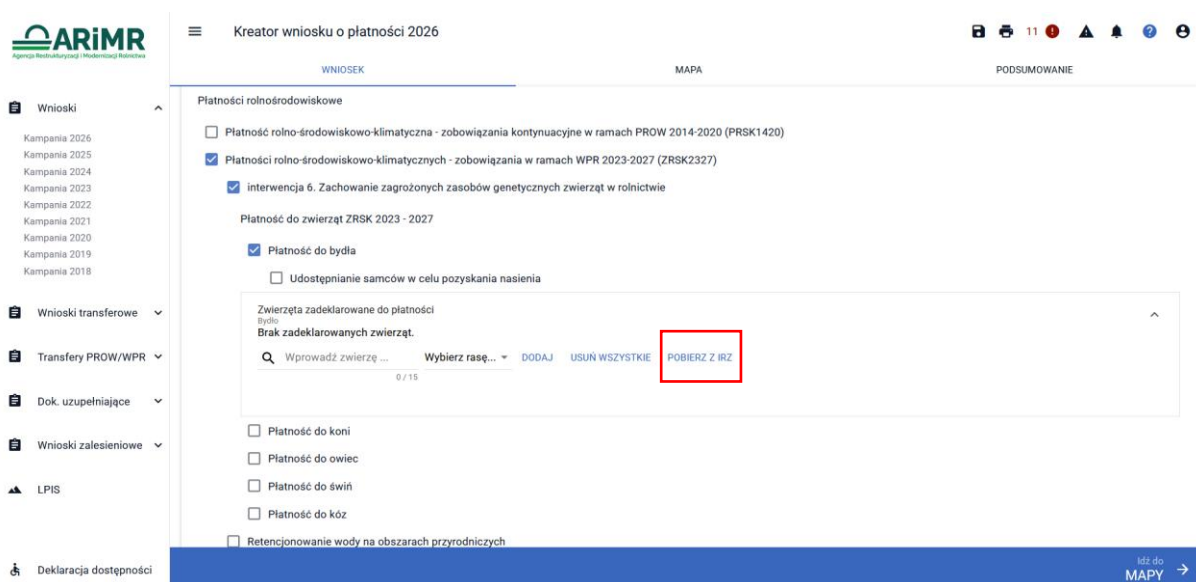 ARiMR
Agencja Restrukturyzacji i Modernizacji Rolnictwa
Kreator wniosku o płatności 2026
11
WNIOSEK
MAPA
PODSUMOWANIE
Wnioski
Kampania 2026
Kampania 2025
Kampania 2024
Kampania 2023
Kampania 2022
Kampania 2021
Kampania 2020
Kampania 2019
Kampania 2018
Wnioski transferowe
Transfery PROW/WPR
Dok. uzupełniające
Wnioski zalesieniowe
LPIS
Deklaracja dostępności
Płatności rolnośrodowiskowe
Płatność rolno-środowiskowo-klimatyczna - zobowiązania kontynuacyjne w ramach PROW 2014-2020 (PRSK1420)
Płatności rolno-środowiskowo-klimatycznych - zobowiązania w ramach WPR 2023-2027 (ZRSK2327)
interwencja 6. Zachowanie zagrożonych zasobów genetycznych zwierząt w rolnictwie
Płatność do zwierząt ZRSK 2023 - 2027
Płatność do bydła
Udostępnianie samców w celu pozyskania nasienia
Zwierzęta zadeklarowane do płatności
Bydło
Brak zadeklarowanych zwierząt.
Wprowadź zwierzę ... Wybierz rasę... DODAJ USUŃ WSZYSTKIE POBIERZ Z IRZ
0 / 15
Płatność do koni
Płatność do owiec
Płatność do świń
Płatność do kóz
Retencjonowanie wody na obszarach przyrodniczych
Idź do
MAPY